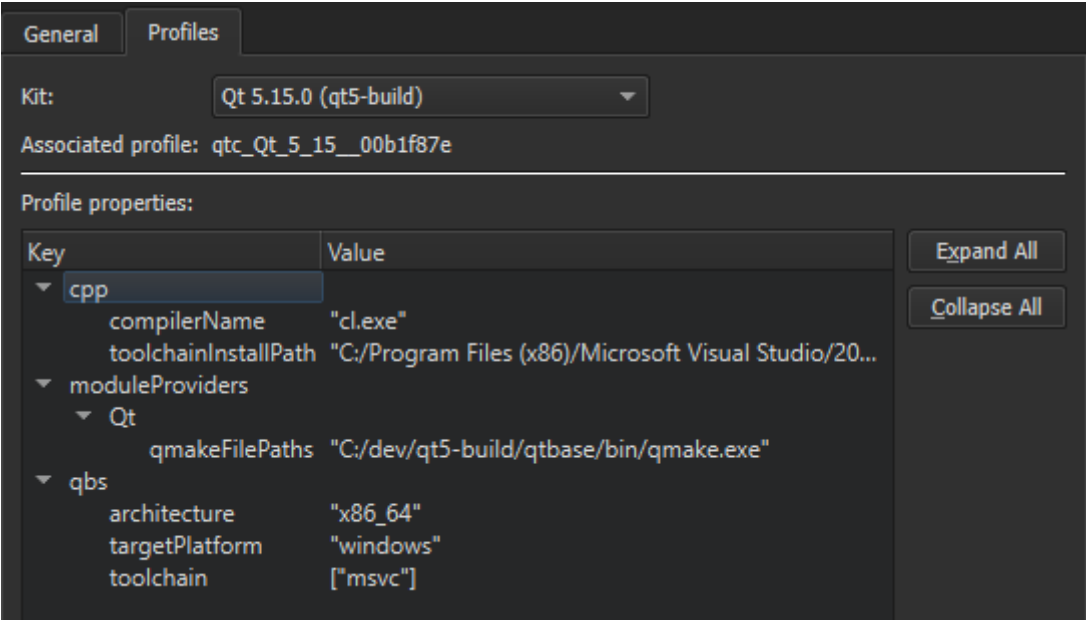 General Profiles
Kit: Qt 5.15.0 (qt5-build)
Associated profile: qtc_Qt_5_15__00b1f87e
Profile properties:
Key Value Expand All
cpp
Collapse All
compilerName "cl.exe"
toolchainInstallPath "C:/Program Files (x86)/Microsoft Visual Studio/20...
moduleProviders
Qt
qmakeFilePaths "C:/dev/qt5-build/qtbase/bin/qmake.exe"
qbs
architecture "x86_64"
targetPlatform "windows"
toolchain ["msvc"]